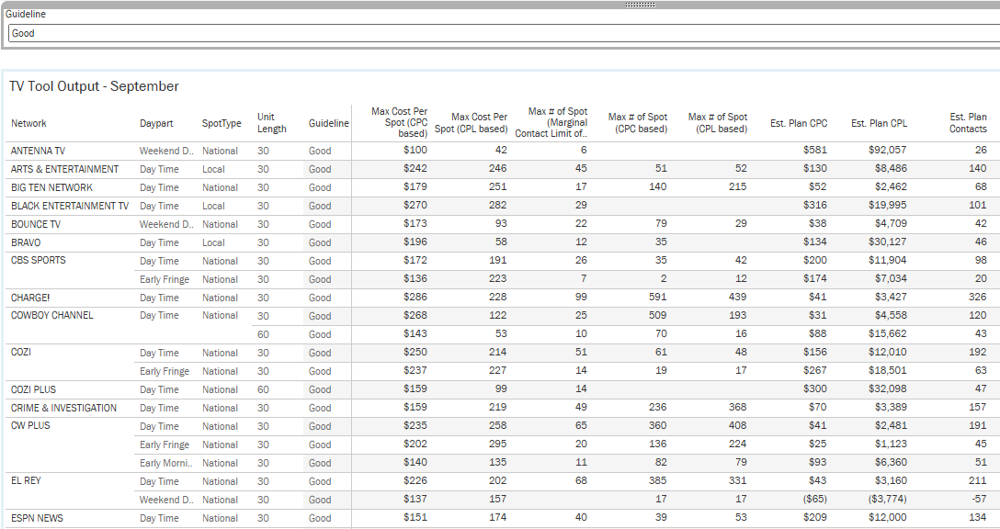 Guideline
Good
TV Tool Output - September
Network Daypart SpotType Unit Length Guideline Max Cost Per Spot (CPC based) Max Cost Per Spot (CPL based) Max # of Spot (Marginal Contact Limit of.. Max # of Spot (CPC based) Max # of Spot (CPL based) Est. Plan CPC Est. Plan CPL Est. Plan Contacts
ANTENNA TV Weekend D.. National 30 Good $100 42 6 $581 $92,057 26
ARTS & ENTERTAINMENT Day Time Local 30 Good $242 246 45 51 52 $130 $8,486 140
BIG TEN NETWORK Day Time National 30 Good $179 251 17 140 215 $52 $2,462 68
BLACK ENTERTAINMENT TV Day Time Local 30 Good $270 282 29 $316 $19,995 101
BOUNCE TV Weekend D.. National 30 Good $173 93 22 79 29 $38 $4,709 42
BRAVO Day Time Local 30 Good $196 58 12 35 $134 $30,127 46
CBS SPORTS Day Time National 30 Good $172 191 26 35 42 $200 $11,904 98
Early Fringe National 30 Good $136 223 7 2 12 $174 $7,034 20
CHARGE! Day Time National 30 Good $286 228 99 591 439 $41 $3,427 326
COWBOY CHANNEL Day Time National 30 Good $268 122 25 509 193 $31 $4,558 120
60 Good $143 53 10 70 16 $88 $15,662 43
COZI Day Time National 30 Good $250 214 51 61 48 $156 $12,010 192
Early Fringe National 30 Good $237 227 14 19 17 $267 $18,501 63
COZI PLUS Day Time National 60 Good $159 99 14 $300 $32,098 47
CRIME & INVESTIGATION Day Time National 30 Good $159 219 49 236 368 $70 $3,389 157
CW PLUS Day Time National 30 Good $235 258 65 360 408 $41 $2,481 191
Early Fringe National 30 Good $202 295 20 136 224 $25 $1,123 45
Early Morni.. National 30 Good $140 135 11 82 79 $93 $6,360 51
EL REY Day Time National 30 Good $226 202 68 385 331 $43 $3,160 211
Weekend D.. National 30 Good $137 157 17 17 ($65) ($3,774) -57
ESPN NEWS Day Time National 30 Good $151 174 40 39 53 $209 $12,000 134